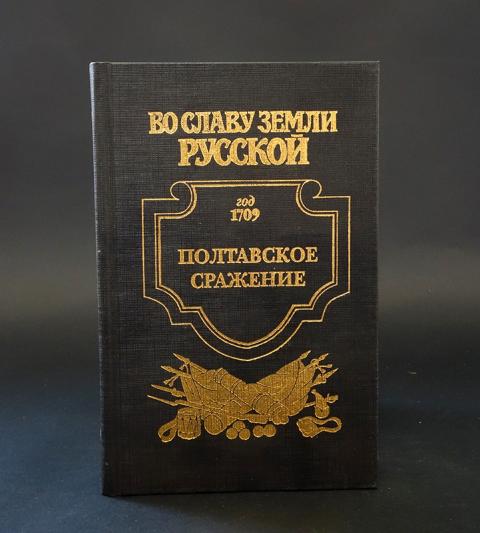 ВО СЛАВУ ЗЕМЛИ
РУССКОЙ
год
1709
ПОЛТАВСКОЕ
СРАЖЕНИЕ